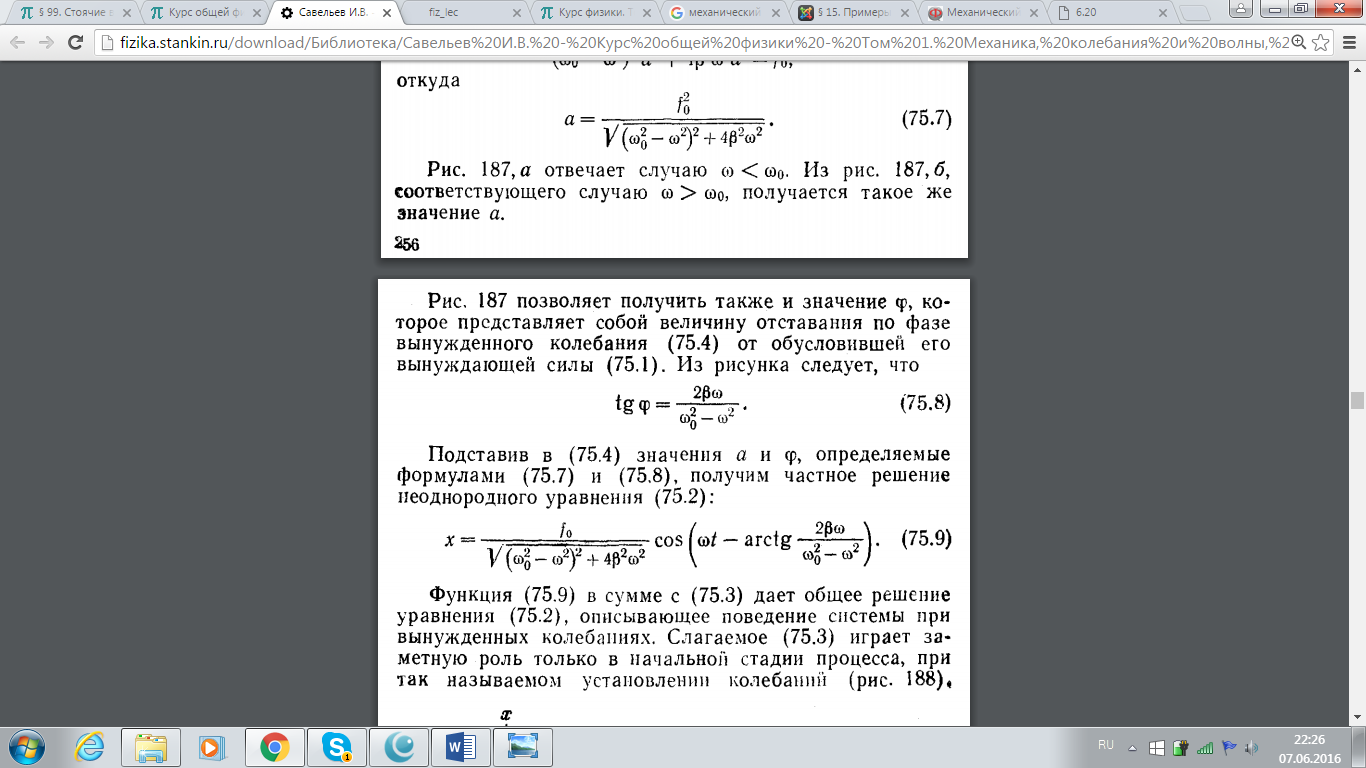 § 99. Стоячие в
Курс общей фи
Савельев И.В.
fiz_lec
Курс физики. Т
механический
§ 15. Примеры
Механический
6.20
fizika.stankin.ru/download/Библиотека/Савельев%20И.В.%20-%20Курс%20общей%20физики%20-%20Том%201.%20Механика,%20колебания%20и%20волны,%2
откуда
a = f₀² / √((ω₀² − ω²)² + 4β²ω²). (75.7)
Рис. 187, а отвечает случаю ω < ω₀. Из рис. 187, б,
соответствующего случаю ω > ω₀, получается такое же
значение a.
256
Рис. 187 позволяет получить также и значение φ, ко-
торое представляет собой величину отставания по фазе
вынужденного колебания (75.4) от обусловившей его
вынуждающей силы (75.1). Из рисунка следует, что
tg φ = 2βω / (ω₀² − ω²). (75.8)
Подставив в (75.4) значения a и φ, определяемые
формулами (75.7) и (75.8), получим частное решение
неоднородного уравнения (75.2):
x = f₀ / √((ω₀² − ω²)² + 4β²ω²) cos (ωt − arctg 2βω / (ω₀² − ω²)). (75.9)
Функция (75.9) в сумме с (75.3) дает общее решение
уравнения (75.2), описывающее поведение системы при
вынужденных колебаниях. Слагаемое (75.3) играет за-
метную роль только в начальной стадии процесса, при
так называемом установлении колебаний (рис. 188),
x
RU
22:26
07.06.2016